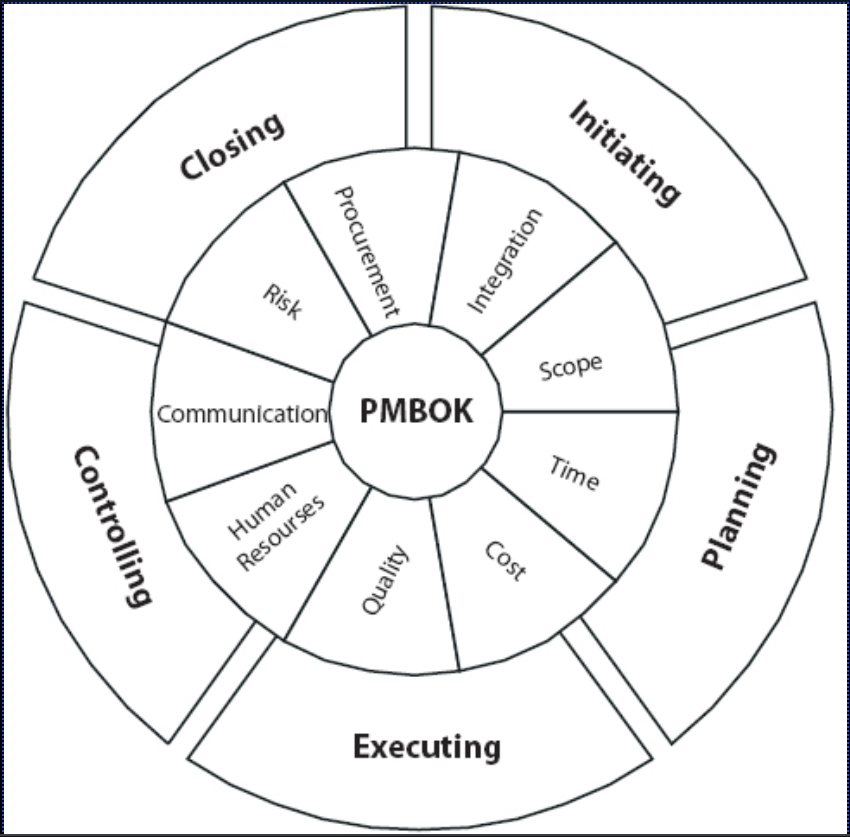 Closing
Initiating
Planning
Executing
Controlling
Procurement
Integration
Scope
Time
Cost
Quality
Human
Resourses
Communication
Risk
PMBOK